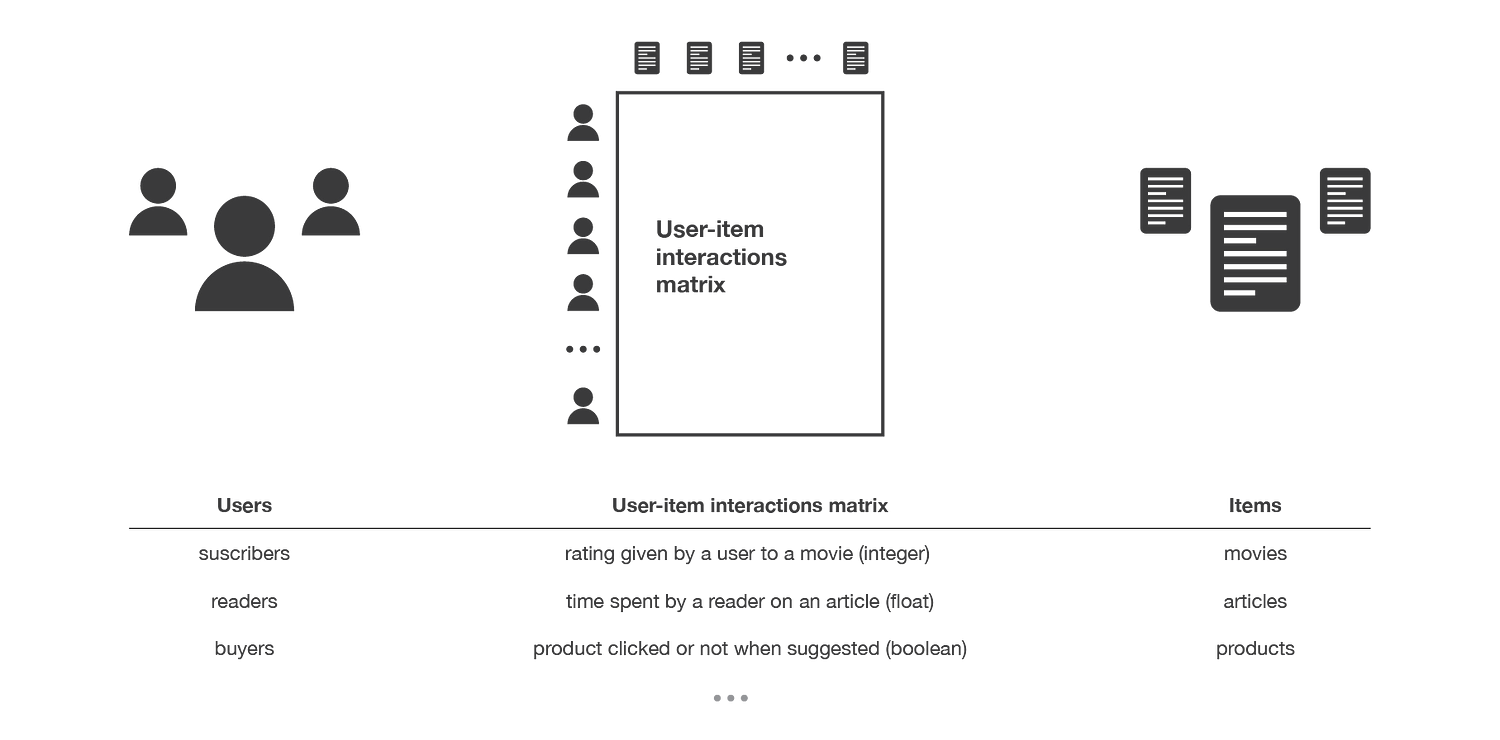 User-item
interactions
matrix
Users User-item interactions matrix Items
suscribers rating given by a user to a movie (integer) movies
readers time spent by a reader on an article (float) articles
buyers product clicked or not when suggested (boolean) products